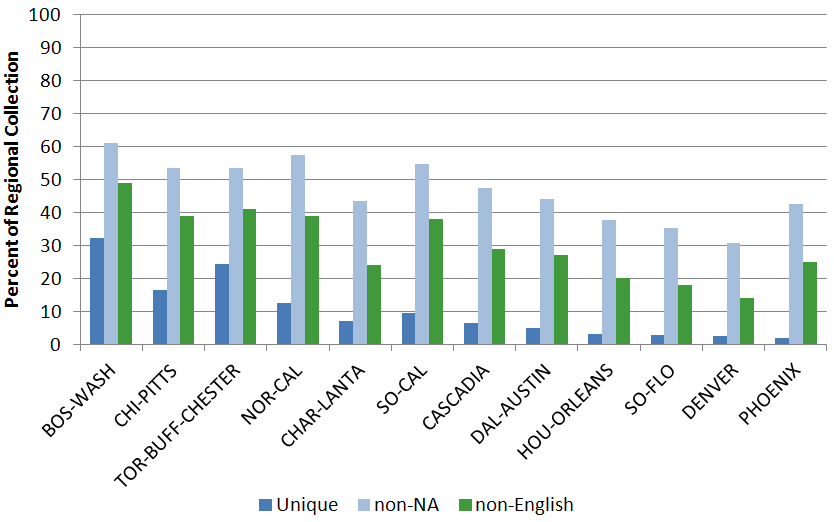 100
90
80
70
60
50
40
30
20
10
0
Percent of Regional Collection
BOS-WASH
CHI-PITTS
TOR-BUFF-CHESTER
NOR-CAL
CHAR-LANTA
SO-CAL
CASCADIA
DAL-AUSTIN
HOU-ORLEANS
SO-FLO
DENVER
PHOENIX
Unique non-NA non-English